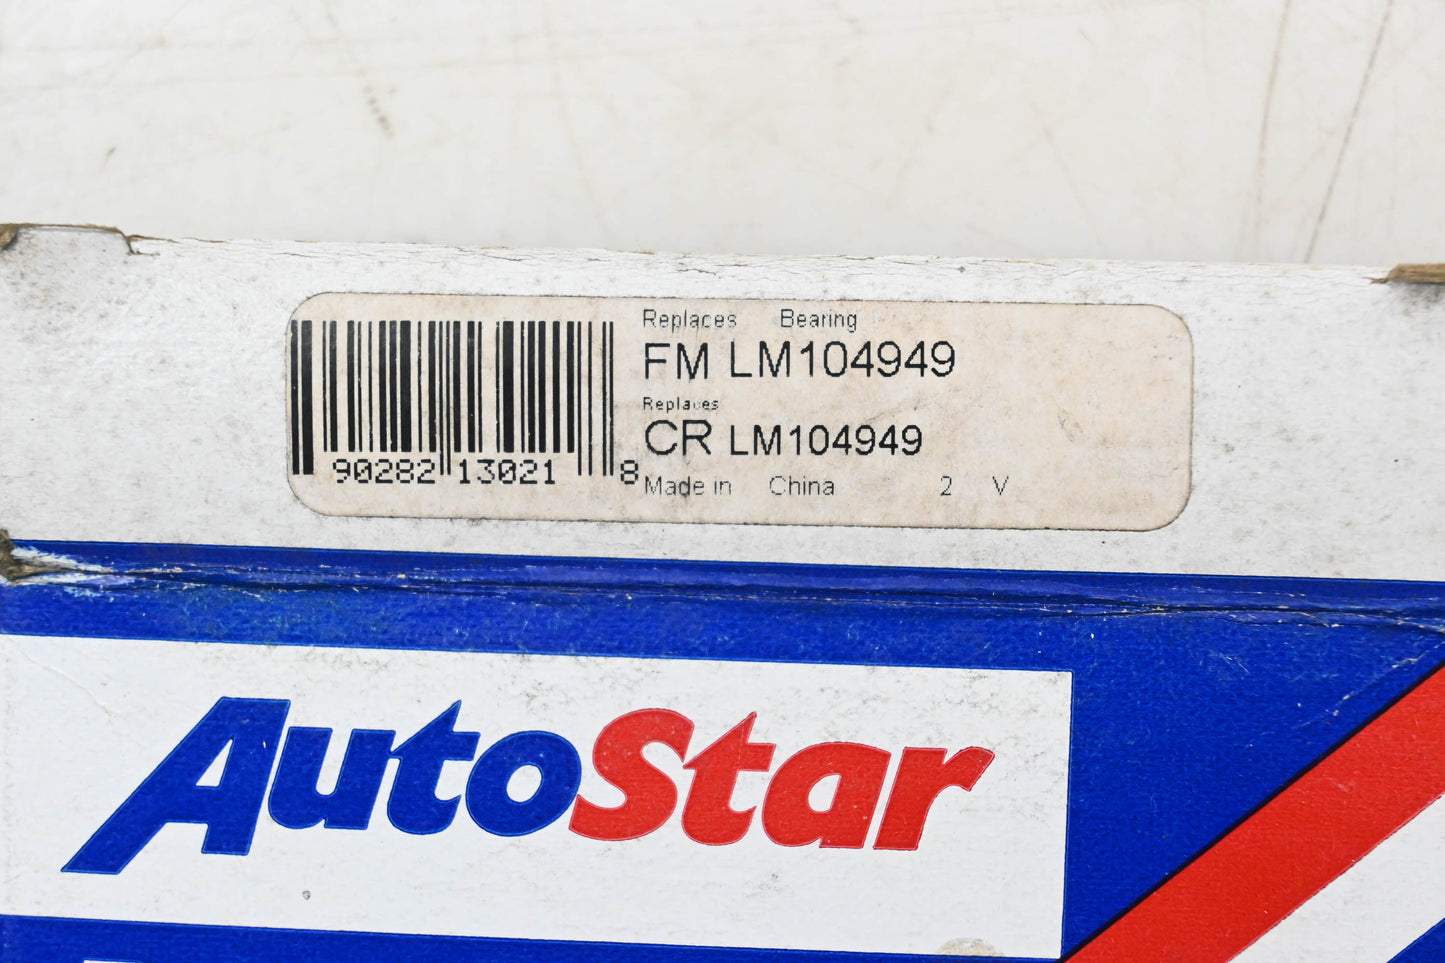 Replaces Bearing
FM LM104949
Replaces
CR LM104949
Made in China 2 V
90282 13021 8
AutoStar